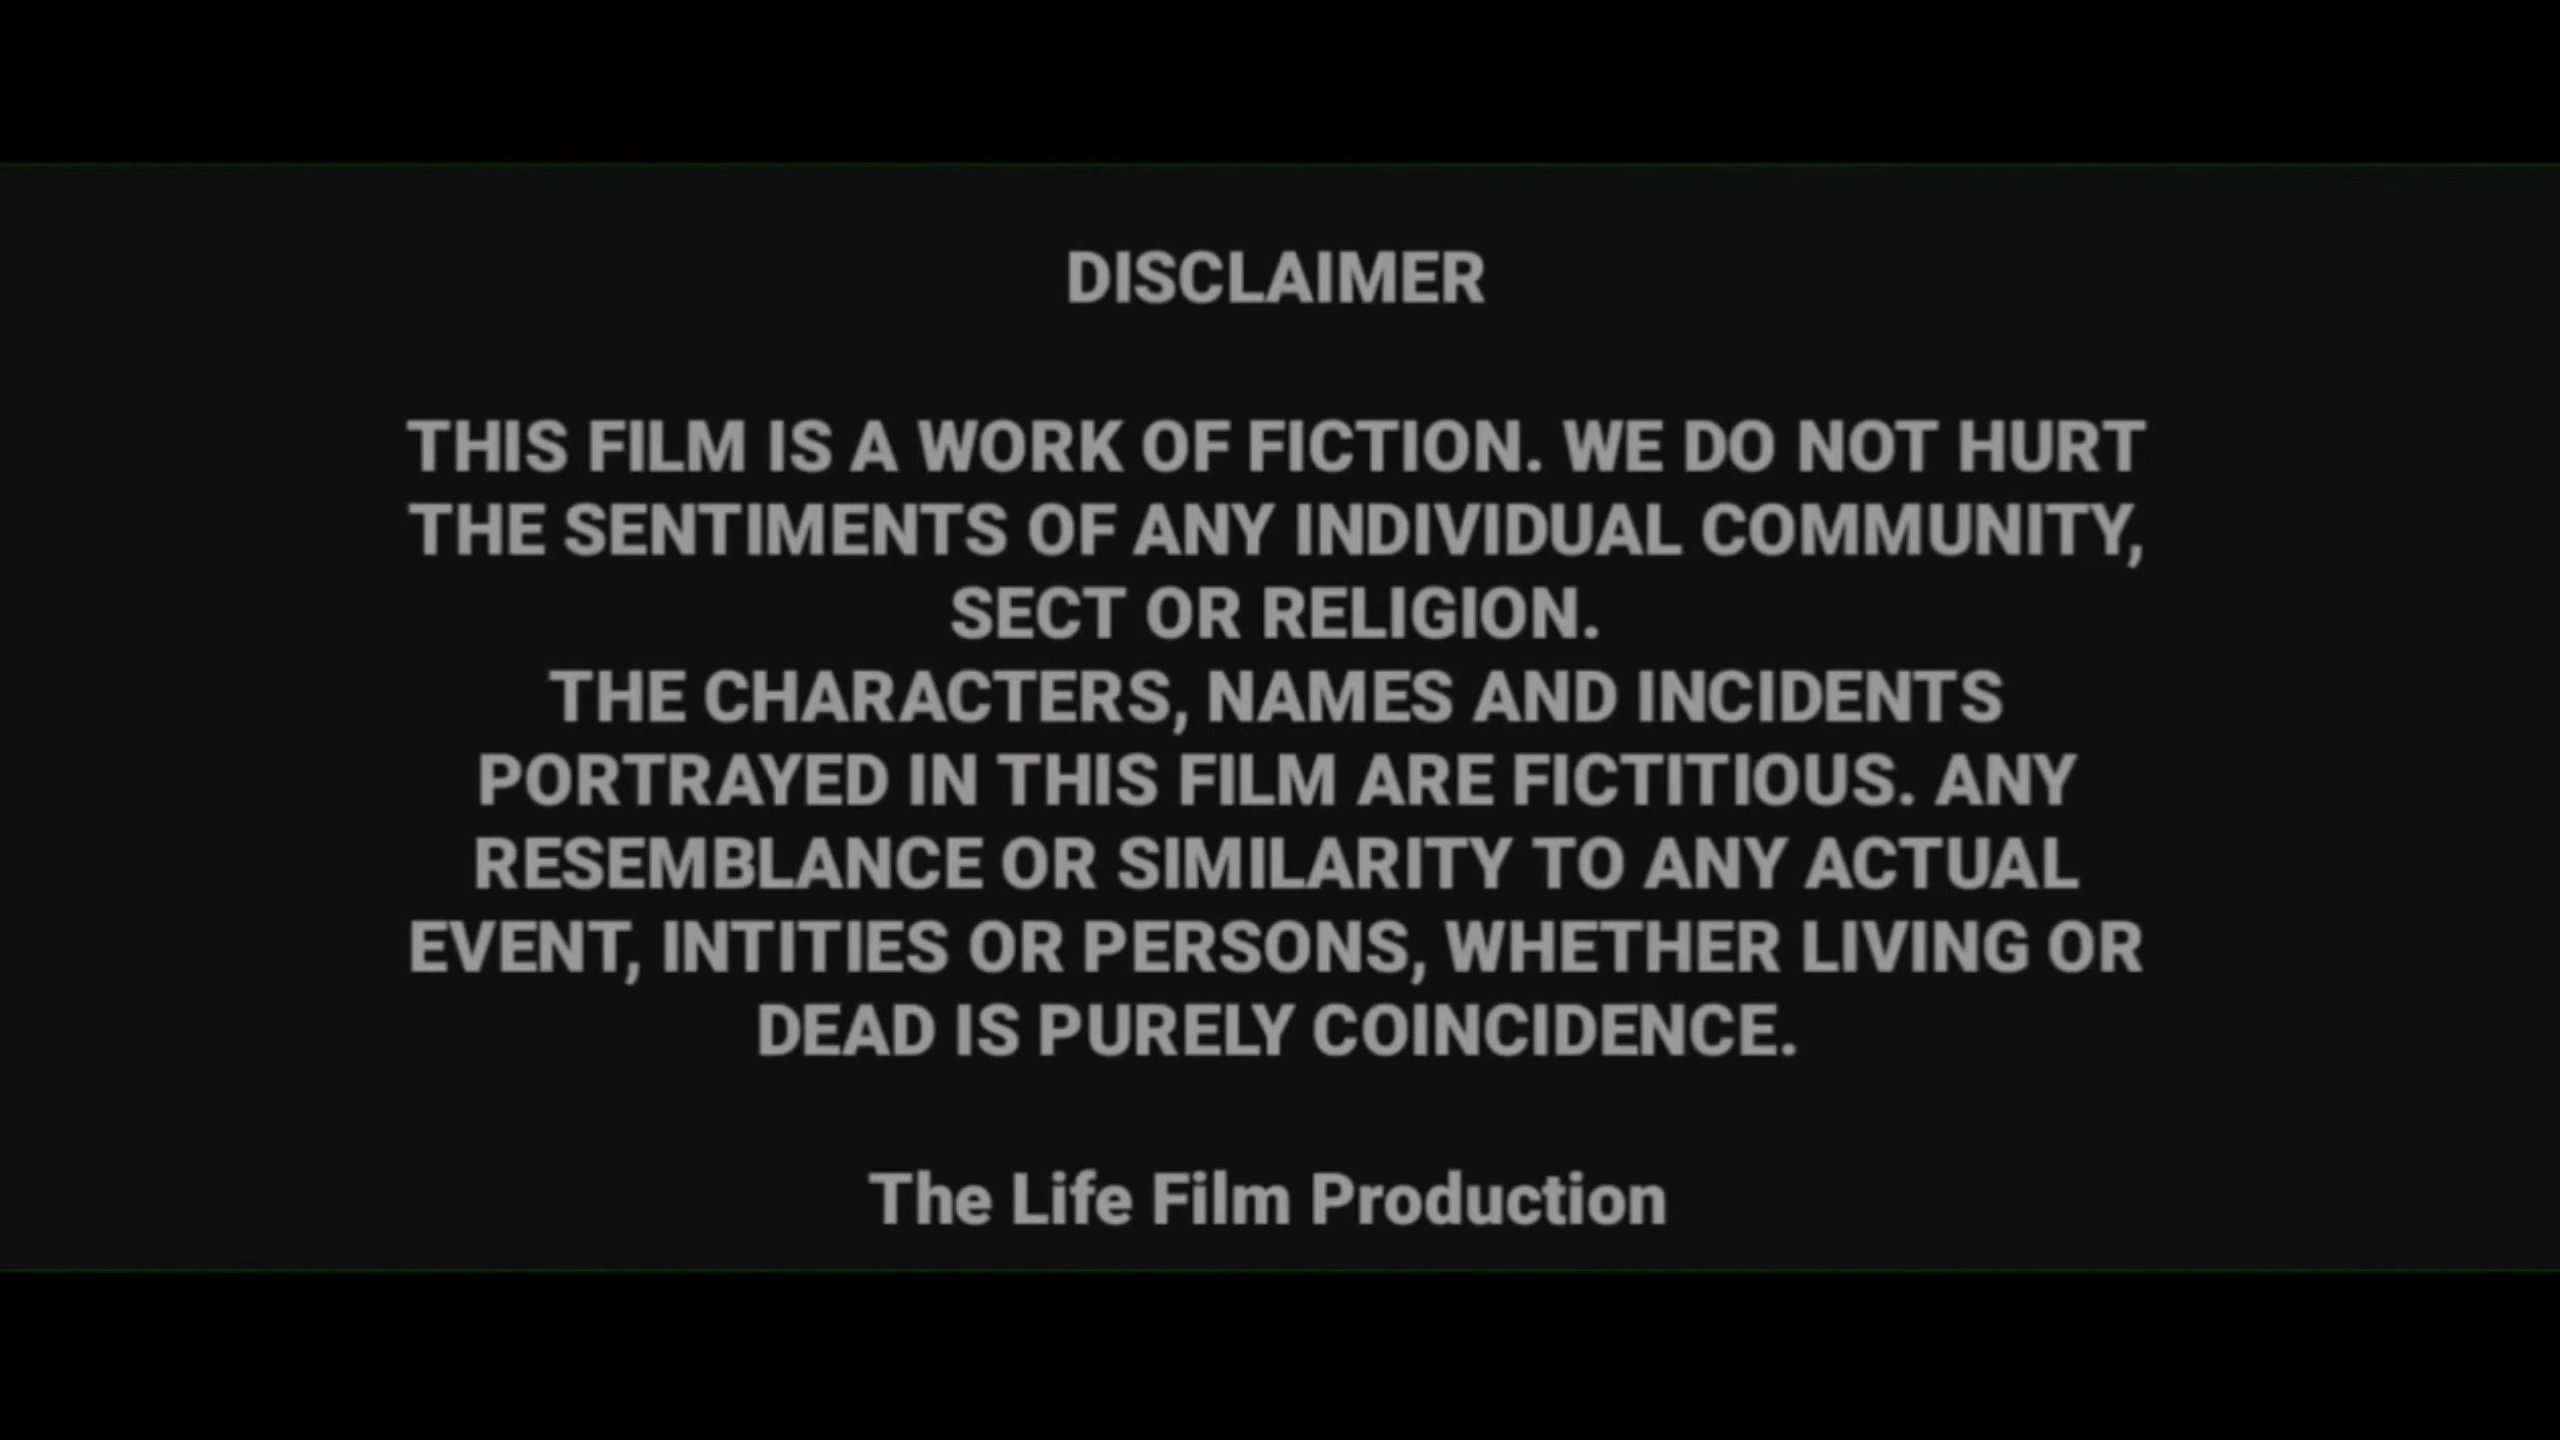 DISCLAIMER
THIS FILM IS A WORK OF FICTION. WE DO NOT HURT
THE SENTIMENTS OF ANY INDIVIDUAL COMMUNITY,
SECT OR RELIGION.
THE CHARACTERS, NAMES AND INCIDENTS
PORTRAYED IN THIS FILM ARE FICTITIOUS. ANY
RESEMBLANCE OR SIMILARITY TO ANY ACTUAL
EVENT, INTITIES OR PERSONS, WHETHER LIVING OR
DEAD IS PURELY COINCIDENCE.
The Life Film Production